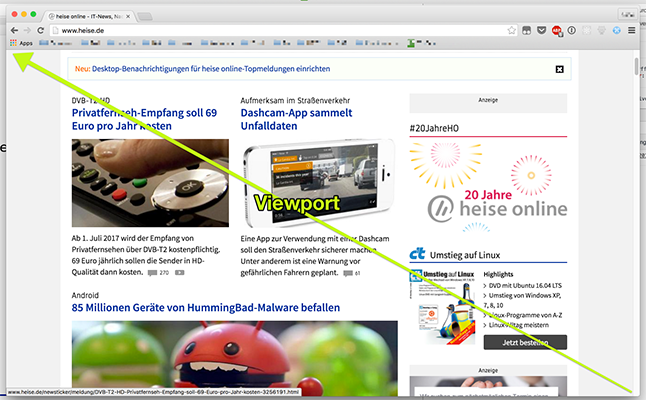 heise online - IT-News, No
www.heise.de
Apps
Neu: Desktop-Benachrichtigungen für heise online-Topmeldungen einrichten
DVB-T2 HD
Privatfernseh-Empfang soll 69
Euro pro Jahr kosten
Ab 1. Juli 2017 wird der Empfang von
Privatfernsehen über DVB-T2 kostenpflichtig.
69 Euro jährlich sollen die Sender in HD-
Qualität dann kosten. 270
Aufmerksam im Straßenverkehr
Dashcam-App sammelt
Unfalldaten
Viewport
Eine App zur Verwendung mit einer Dashcam
soll den Straßenverkehr sicherer machen.
Unter anderem ist eine Warnung vor
gefährlichen Fahrern geplant. 61
Android
85 Millionen Geräte von HummingBad-Malware befallen
Anzeige
#20JahreHO
20 Jahre
heise online
ct Umstieg auf Linux
Umstieg auf Linux
Highlights
DVD mit Ubuntu 16.04 LTS
Umstieg von Windows XP,
7, 8, 10
Linux-Programme von A-Z
Linux-Alltag meistern
Jetzt bestellen
Anzeige
www.heise.de/newsticker/meldung/DVB-T2-HD-Privatfernseh-Empfang-soll-69-Euro-pro-Jahr-kosten-3256191.html